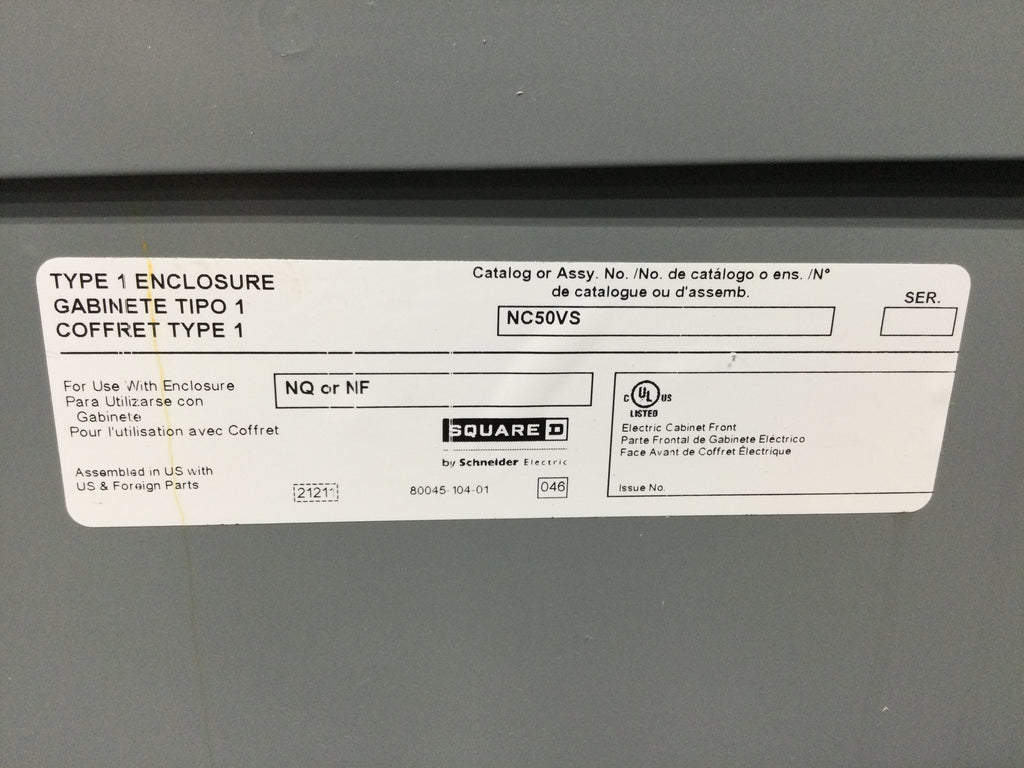 TYPE 1 ENCLOSURE
GABINETE TIPO 1
COFFRET TYPE 1
Catalog or Assy. No. /No. de catálogo o ens. /N°
de catalogue ou d'assemb.
NC50VS
SER.
For Use With Enclosure
Para Utilizarse con
Gabinete
Pour l'utilisation avec Coffret
NQ or NF
SQUARE D
by Schneider Electric
Assembled in US with
US & Foreign Parts
21211
80045-104-01
046
C UL US
LISTED
Electric Cabinet Front
Parte Frontal de Gabinete Eléctrico
Face Avant de Coffret Électrique
Issue No.